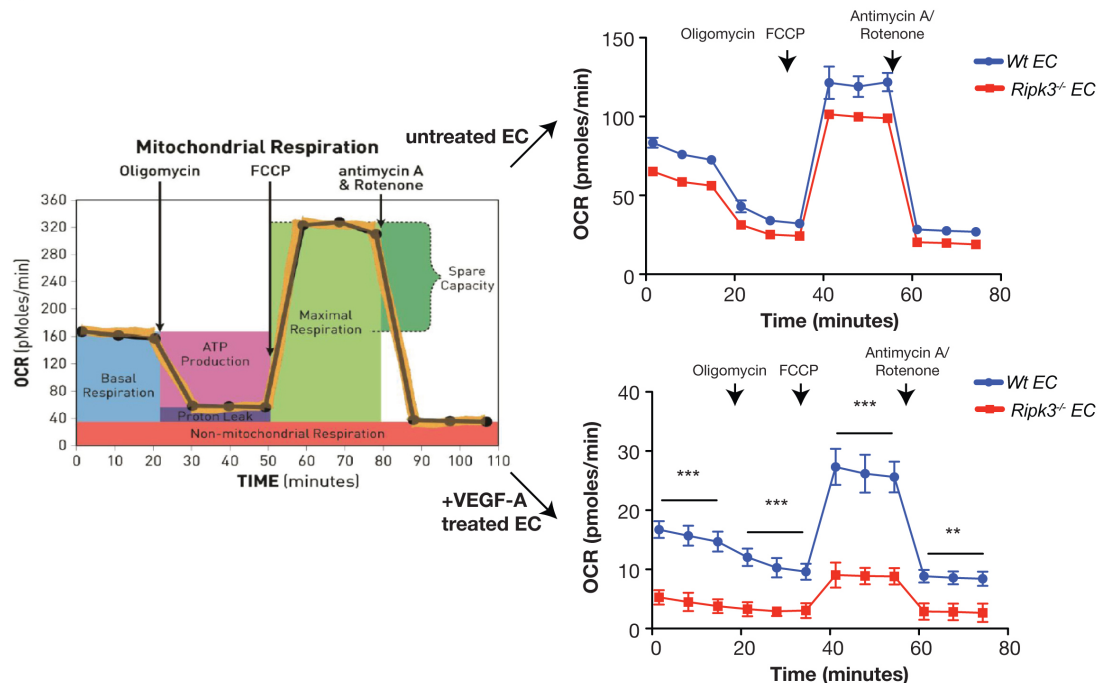 Mitochondrial Respiration
Oligomycin
FCCP
antimycin A
& Rotenone
OCR (pMoles/min)
360
320
280
240
200
160
120
80
40
0
Basal
Respiration
ATP
Production
Proton Leak
Maximal
Respiration
Spare
Capacity
Non-mitochondrial Respiration
0 10 20 30 40 50 60 70 80 90 100 110
TIME (minutes)
untreated EC
+VEGF-A
treated EC
Oligomycin
FCCP
Antimycin A/
Rotenone
Wt EC
Ripk3-/- EC
OCR (pmoles/min)
150
100
50
0
0 20 40 60 80
Time (minutes)
Oligomycin
FCCP
Antimycin A/
Rotenone
Wt EC
Ripk3-/- EC
OCR (pmoles/min)
40
30
20
10
0
***
***
***
**
0 20 40 60 80
Time (minutes)